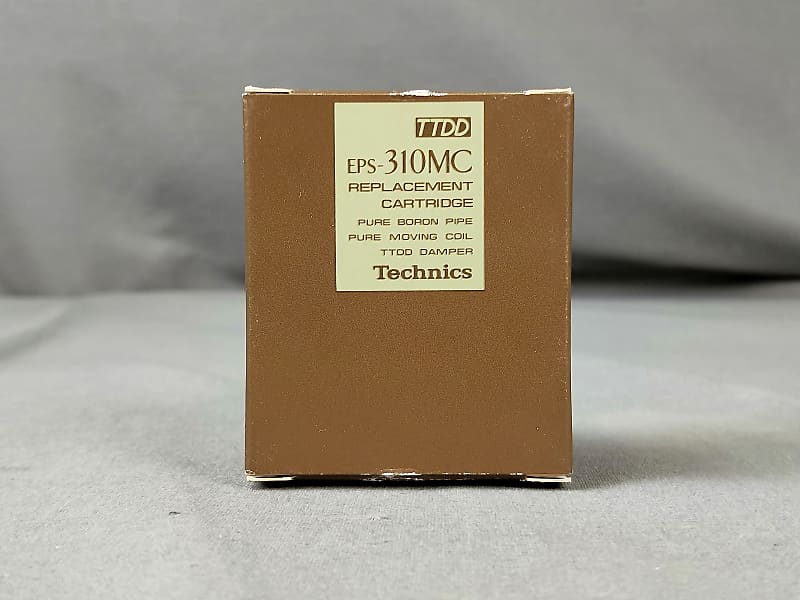 TTDD
EPS-310MC
REPLACEMENT
CARTRIDGE
PURE BORON PIPE
PURE MOVING COIL
TTDD DAMPER
Technics